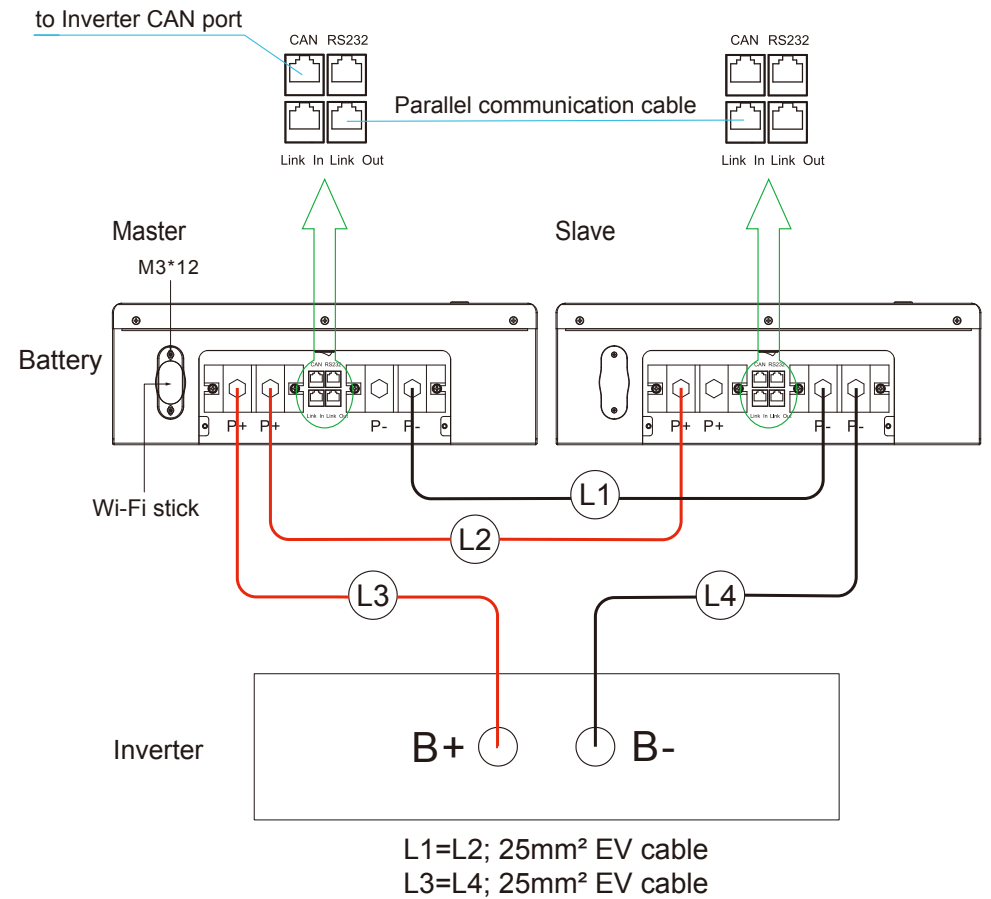 to Inverter CAN port
CAN RS232
CAN RS232
Parallel communication cable
Link In Link Out
Link In Link Out
Master
Slave
M3*12
Battery
CAN RS232
CAN RS232
Link In Link Out
Link In Link Out
P+ P+
P- P-
P+ P+
P- P-
Wi-Fi stick
L1
L2
L3
L4
Inverter
B+
B-
L1=L2; 25mm² EV cable
L3=L4; 25mm² EV cable